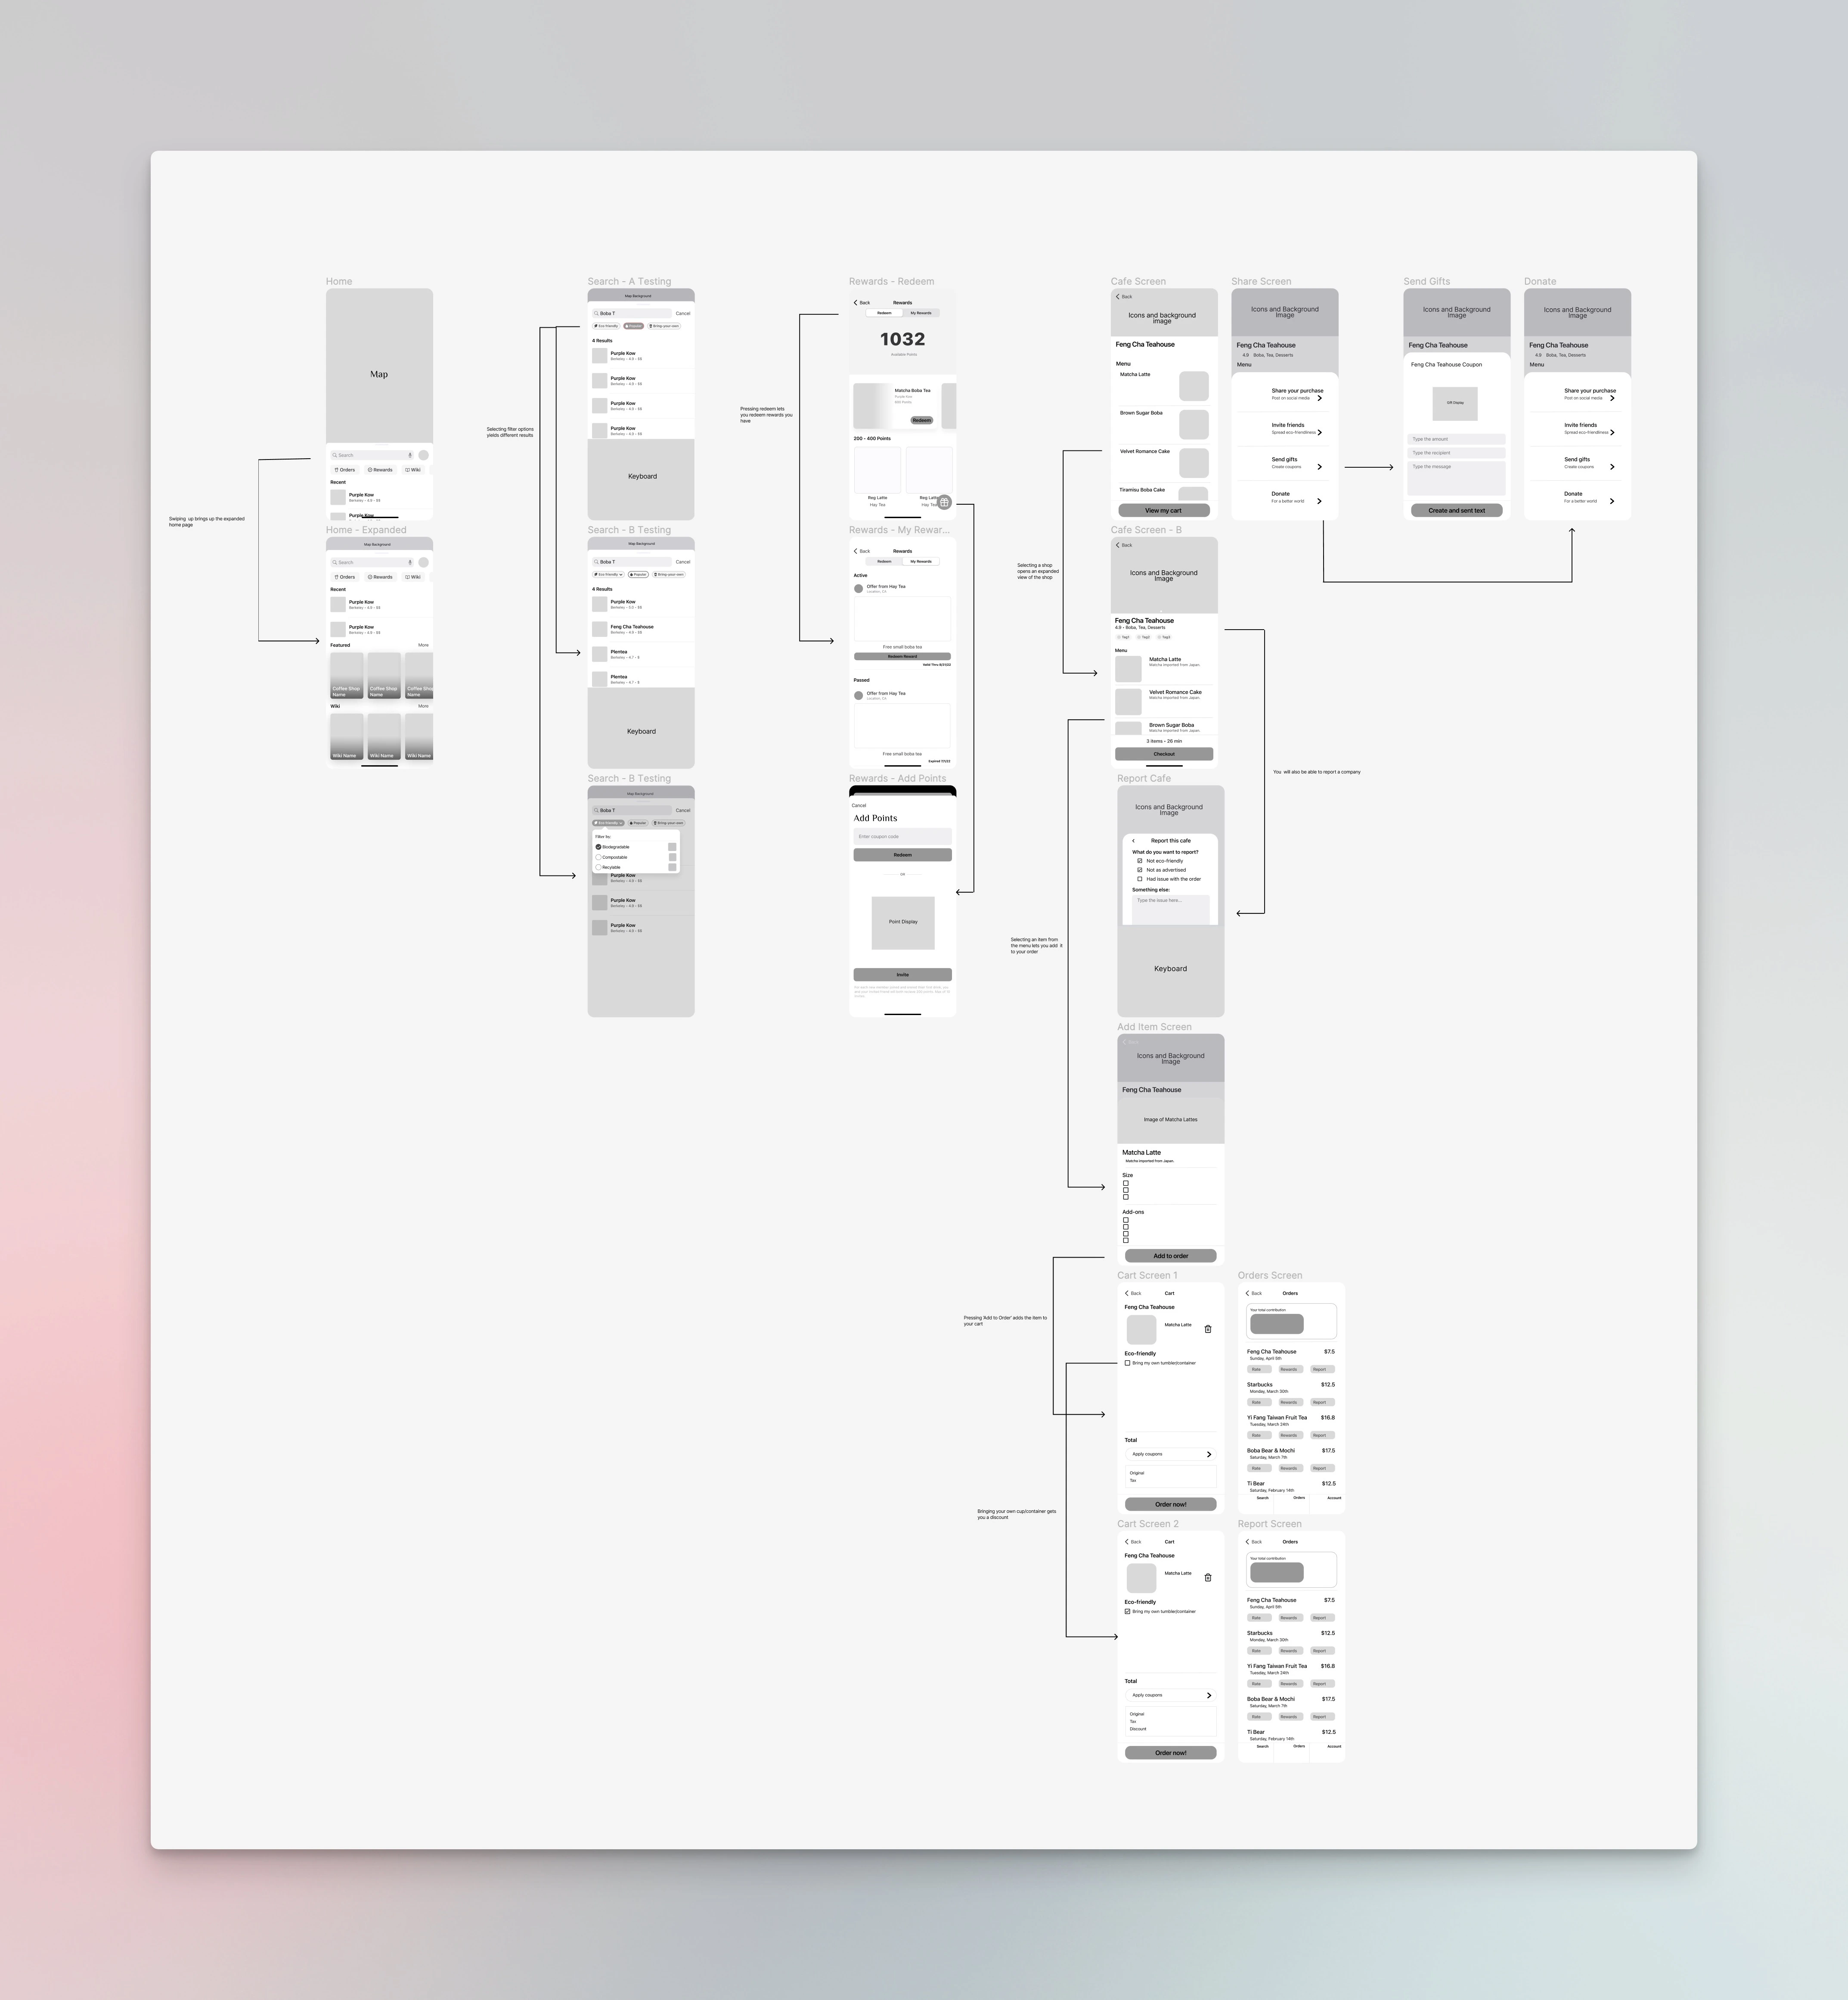 Home
Map
Search
Orders
Rewards
Wiki
Recent
Purple Kow
Berkeley • 4.9 • $$
Purple Kow
Swiping up brings up the expanded
home page
Home - Expanded
Map Background
Search
Orders
Rewards
Wiki
Recent
Purple Kow
Berkeley • 4.9 • $$
Purple Kow
Berkeley • 4.9 • $$
Featured
More
Coffee Shop
Name
Coffee Shop
Name
Coffee Shop
Name
Wiki
More
Wiki Name
Wiki Name
Wiki Name
Search - A Testing
Map Background
Boba T
Cancel
Eco friendly
Popular
Bring-your-own
4 Results
Purple Kow
Berkeley • 4.9 • $$
Purple Kow
Berkeley • 4.9 • $$
Purple Kow
Berkeley • 4.9 • $$
Purple Kow
Berkeley • 4.9 • $$
Keyboard
Selecting filter options
yields different results
Search - B Testing
Map Background
Boba T
Cancel
Eco friendly
Popular
Bring-your-own
4 Results
Purple Kow
Berkeley • 5.0 • $$
Feng Cha Teahouse
Berkeley • 4.9 • $$
Plentea
Berkeley • 4.7 • $
Plentea
Berkeley • 4.7 • $
Keyboard
Search - B Testing
Map Background
Boba T
Cancel
Eco friendly
Popular
Bring-your-own
Filter by:
Biodegradable
Compostable
Recyclable
Purple Kow
Berkeley • 4.9 • $$
Purple Kow
Berkeley • 4.9 • $$
Purple Kow
Berkeley • 4.9 • $$
Rewards - Redeem
Back
Rewards
Redeem
My Rewards
1032
Available Points
Matcha Boba Tea
Redeem
200 - 400 Points
Reg Latte
Hay Tea
Reg Latte
Hay Tea
Pressing redeem lets
you redeem rewards you
have
Rewards - My Rewar...
Back
Rewards
Redeem
My Rewards
Active
Offer from Hay Tea
Location, CA
Free small boba tea
Redeem Reward
Valid Thru 8/21/22
Passed
Offer from Hay Tea
Location, CA
Free small boba tea
Expired 7/1/22
Rewards - Add Points
Cancel
Add Points
Enter coupon code
Redeem
OR
Point Display
Invite
Cafe Screen
Back
Icons and background
image
Feng Cha Teahouse
Menu
Matcha Latte
Brown Sugar Boba
Velvet Romance Cake
Tiramisu Boba Cake
View my cart
Share Screen
Icons and Background
Image
Feng Cha Teahouse
4.9 Boba, Tea, Desserts
Menu
Share your purchase
Post on social media
Invite friends
Spread eco-friendliness
Send gifts
Create coupons
Donate
For a better world
Send Gifts
Icons and Background
Image
Feng Cha Teahouse
Feng Cha Teahouse Coupon
Gift Display
Type the amount
Type the recipient
Type the message
Create and sent text
Donate
Icons and Background
Image
Feng Cha Teahouse
4.9 Boba, Tea, Desserts
Menu
Share your purchase
Post on social media
Invite friends
Spread eco-friendliness
Send gifts
Create coupons
Donate
For a better world
Selecting a shop
opens an expanded
view of the shop
Cafe Screen - B
Back
Icons and Background
Image
Feng Cha Teahouse
4.9 • Boba, Tea, Desserts
Tag1
Tag2
Tag3
Menu
Matcha Latte
Matcha imported from Japan.
Velvet Romance Cake
Matcha imported from Japan.
Brown Sugar Boba
Matcha imported from Japan.
3 items • 26 min
Checkout
You will also be able to report a company
Report Cafe
Icons and Background
Image
Report this cafe
What do you want to report?
Not eco-friendly
Not as advertised
Had issue with the order
Something else:
Type the issue here...
Keyboard
Selecting an item from
the menu lets you add it
to your order
Add Item Screen
Icons and Background
Image
Feng Cha Teahouse
Image of Matcha Lattes
Matcha Latte
Matcha imported from Japan.
Size
Add-ons
Add to order
Pressing 'Add to Order' adds the item to
your cart
Cart Screen 1
Back
Cart
Feng Cha Teahouse
Matcha Latte
Eco-friendly
Bring my own tumbler/container
Total
Apply coupons
Original
Tax
Order now!
Orders Screen
Back
Orders
Your total contribution
Feng Cha Teahouse
$7.5
Sunday, April 5th
Rate
Rewards
Report
Starbucks
$12.5
Monday, March 30th
Rate
Rewards
Report
Yi Fang Taiwan Fruit Tea
$16.8
Tuesday, March 24th
Rate
Rewards
Report
Boba Bear & Mochi
$17.5
Saturday, March 7th
Rate
Rewards
Report
Ti Bear
$12.5
Saturday, February 14th
Search
Orders
Account
Bringing your own cup/container gets
you a discount
Cart Screen 2
Back
Cart
Feng Cha Teahouse
Matcha Latte
Eco-friendly
Bring my own tumbler/container
Total
Apply coupons
Original
Tax
Discount
Order now!
Report Screen
Back
Orders
Your total contribution
Feng Cha Teahouse
$7.5
Sunday, April 5th
Rate
Rewards
Report
Starbucks
$12.5
Monday, March 30th
Rate
Rewards
Report
Yi Fang Taiwan Fruit Tea
$16.8
Tuesday, March 24th
Rate
Rewards
Report
Boba Bear & Mochi
$17.5
Saturday, March 7th
Rate
Rewards
Report
Ti Bear
$12.5
Saturday, February 14th
Search
Orders
Account